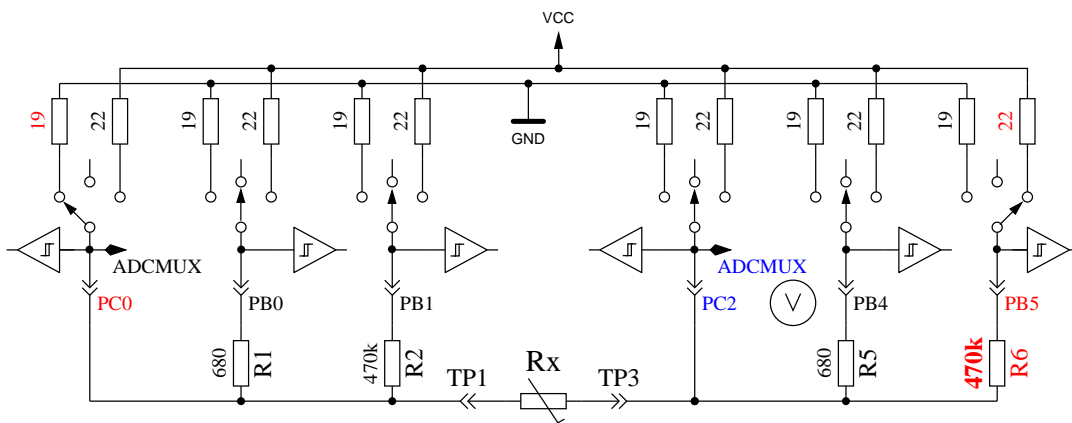 VCC
GND
19 22 19 22 19 22 19 22 19 22 19 22
ADCMUX ADCMUX
PC0 PB0 PB1 PC2 V PB4 PB5
680 R1 470k R2 680 R5 470k R6
TP1 Rx TP3